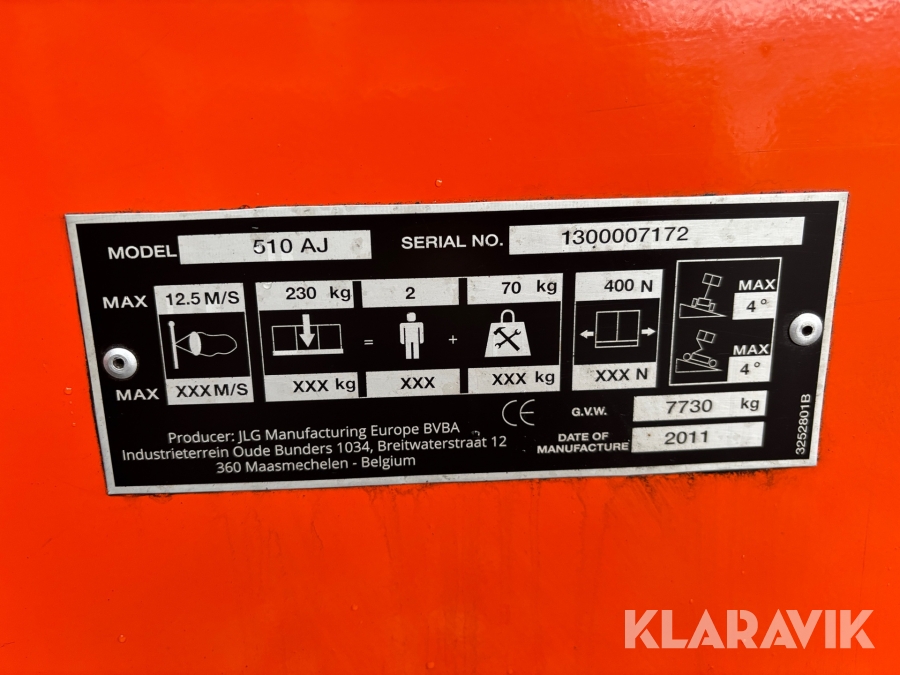 MODEL 510 AJ SERIAL NO. 1300007172
MAX 12.5 M/S 230 kg 2 70 kg 400 N MAX 4°
= +
MAX XXX M/S XXX kg XXX XXX kg XXX N MAX 4°
CE G.V.W. 7730 kg
Producer: JLG Manufacturing Europe BVBA
Industrieterrein Oude Bunders 1034, Breitwaterstraat 12
360 Maasmechelen - Belgium
DATE OF MANUFACTURE 2011
3252801B
KLARAVIK